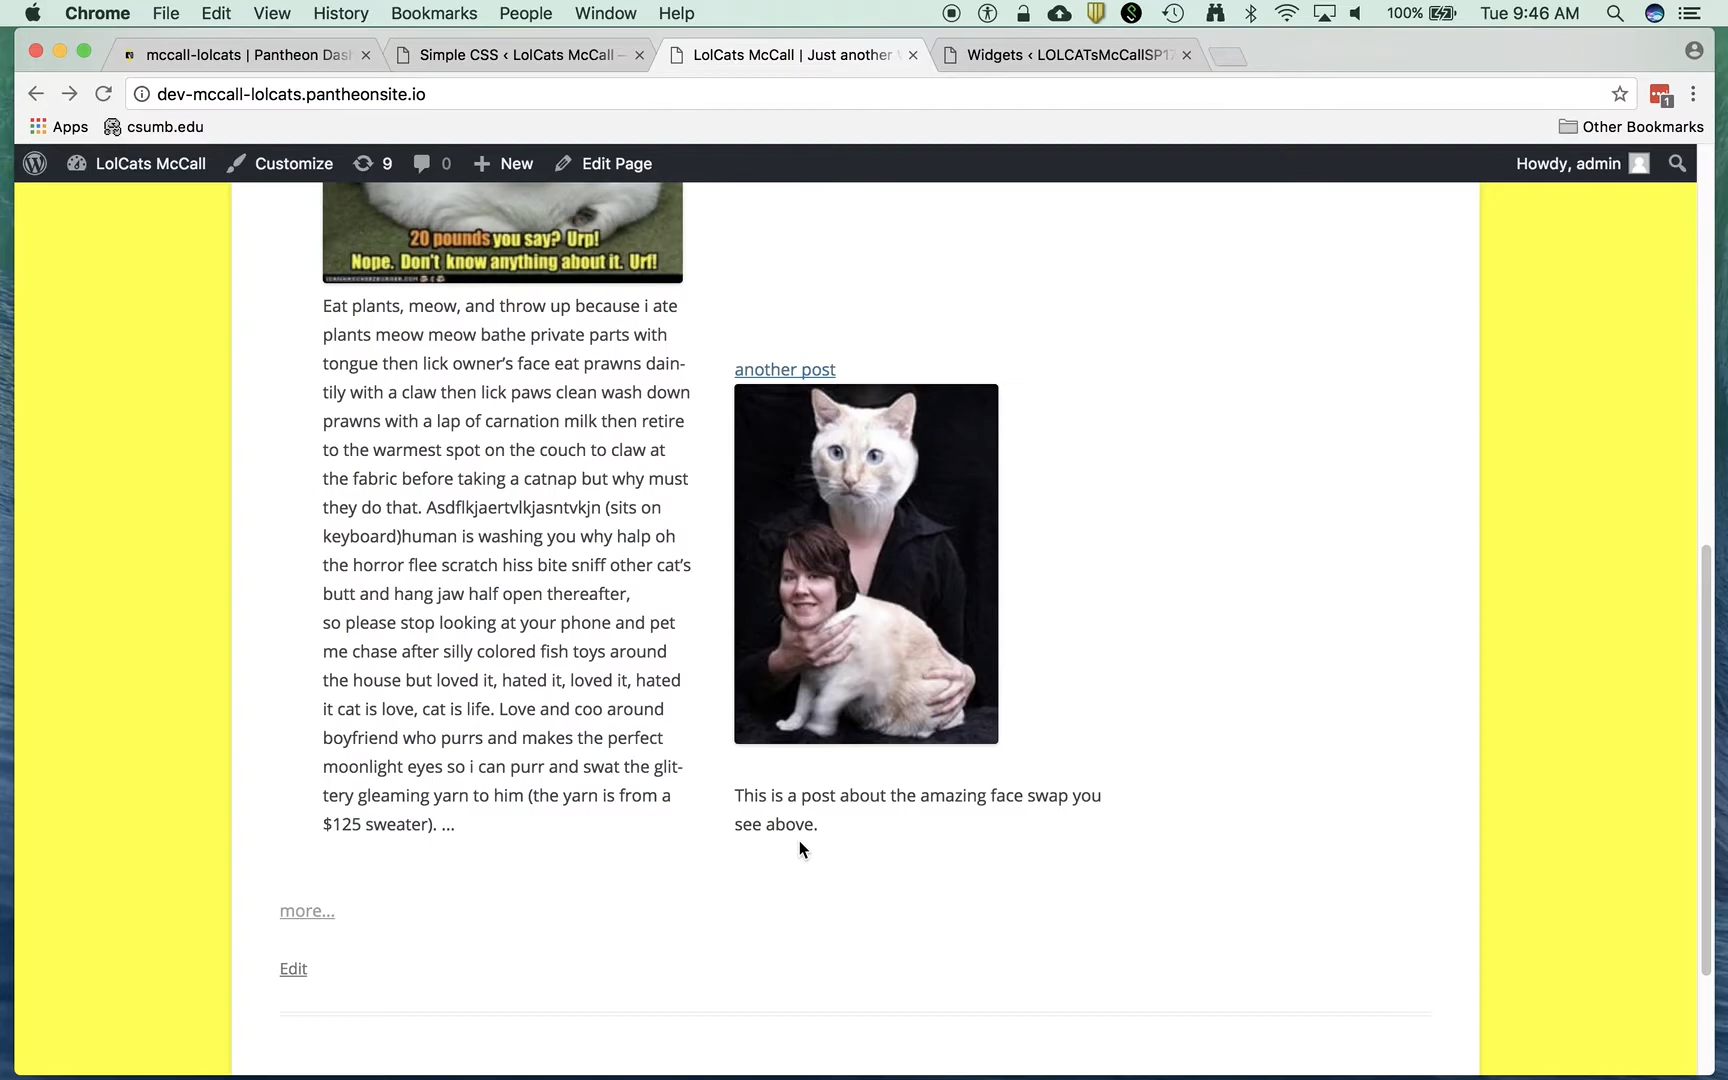 Chrome File Edit View History Bookmarks People Window Help
100% Tue 9:46 AM
mccall-lolcats | Pantheon Das
Simple CSS ‹ LolCats McCall —
LolCats McCall | Just another
Widgets ‹ LOLCATsMcCallSP17
dev-mccall-lolcats.pantheonsite.io
1
Apps csumb.edu
Other Bookmarks
LolCats McCall Customize 9 0 New Edit Page
Howdy, admin
20 pounds you say? Urp!
Nope. Don't know anything about it. Urf!
Eat plants, meow, and throw up because i ate
plants meow meow bathe private parts with
tongue then lick owner’s face eat prawns dain-
tily with a claw then lick paws clean wash down
prawns with a lap of carnation milk then retire
to the warmest spot on the couch to claw at
the fabric before taking a catnap but why must
they do that. Asdflkjaertvlkjasntvkjn (sits on
keyboard)human is washing you why halp oh
the horror flee scratch hiss bite sniff other cat’s
butt and hang jaw half open thereafter,
so please stop looking at your phone and pet
me chase after silly colored fish toys around
the house but loved it, hated it, loved it, hated
it cat is love, cat is life. Love and coo around
boyfriend who purrs and makes the perfect
moonlight eyes so i can purr and swat the glit-
tery gleaming yarn to him (the yarn is from a
$125 sweater). ...
another post
This is a post about the amazing face swap you
see above.
more...
Edit